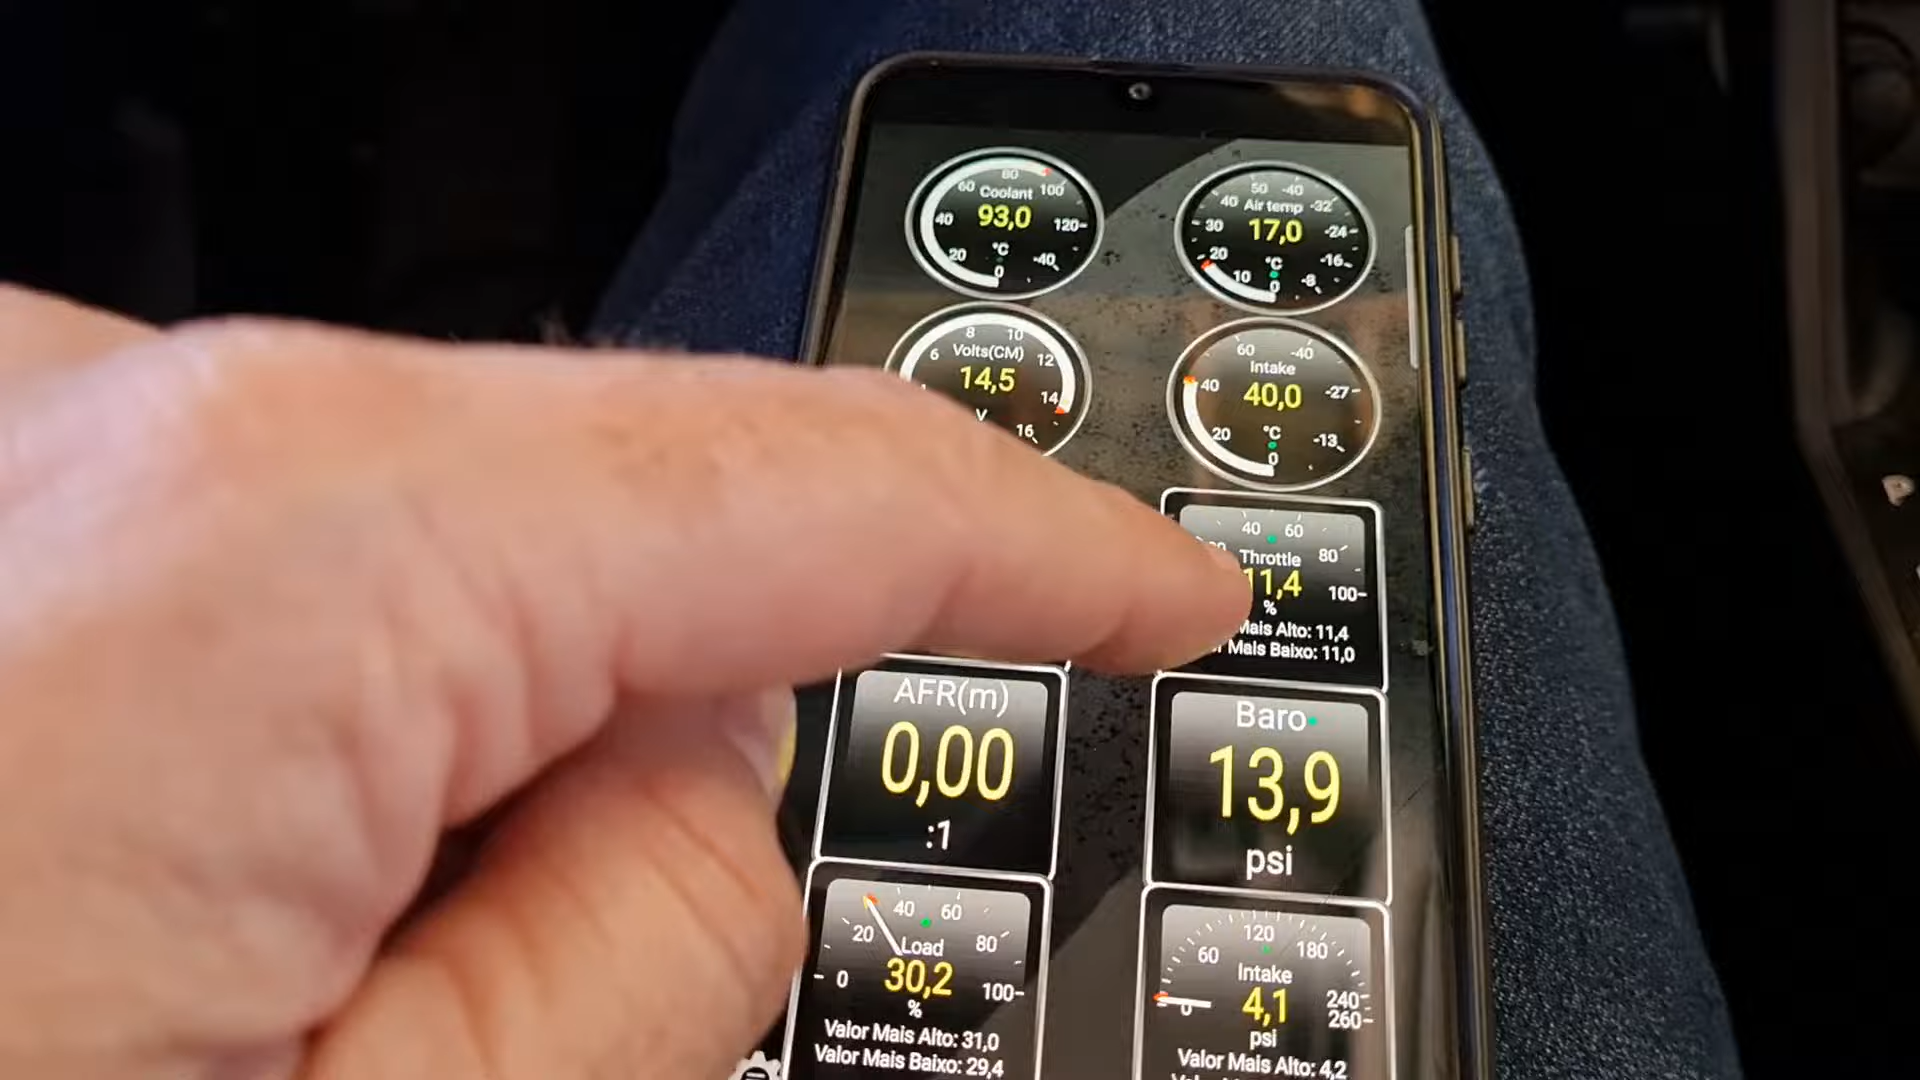 80
60 Coolant 100
40 93,0 120
20 °C -40
0
50 -40
40 Air temp -32
30 17,0 -24
20 °C -16
10 0 -8
8 10
6 Volts(CM) 12
14,5
14
V
16
60 -40
Intake
40 40,0 -27
20 °C -13
0
40 60
Throttle 80
11,4 100
%
Mais Alto: 11,4
Mais Baixo: 11,0
AFR(m)
0,00
:1
Baro
13,9
psi
40 60
20 Load 80
0 30,2 100
%
Valor Mais Alto: 31,0
Valor Mais Baixo: 29,4
120
60 180
Intake
0 4,1 240
260
psi
Valor Mais Alto: 4,2
P